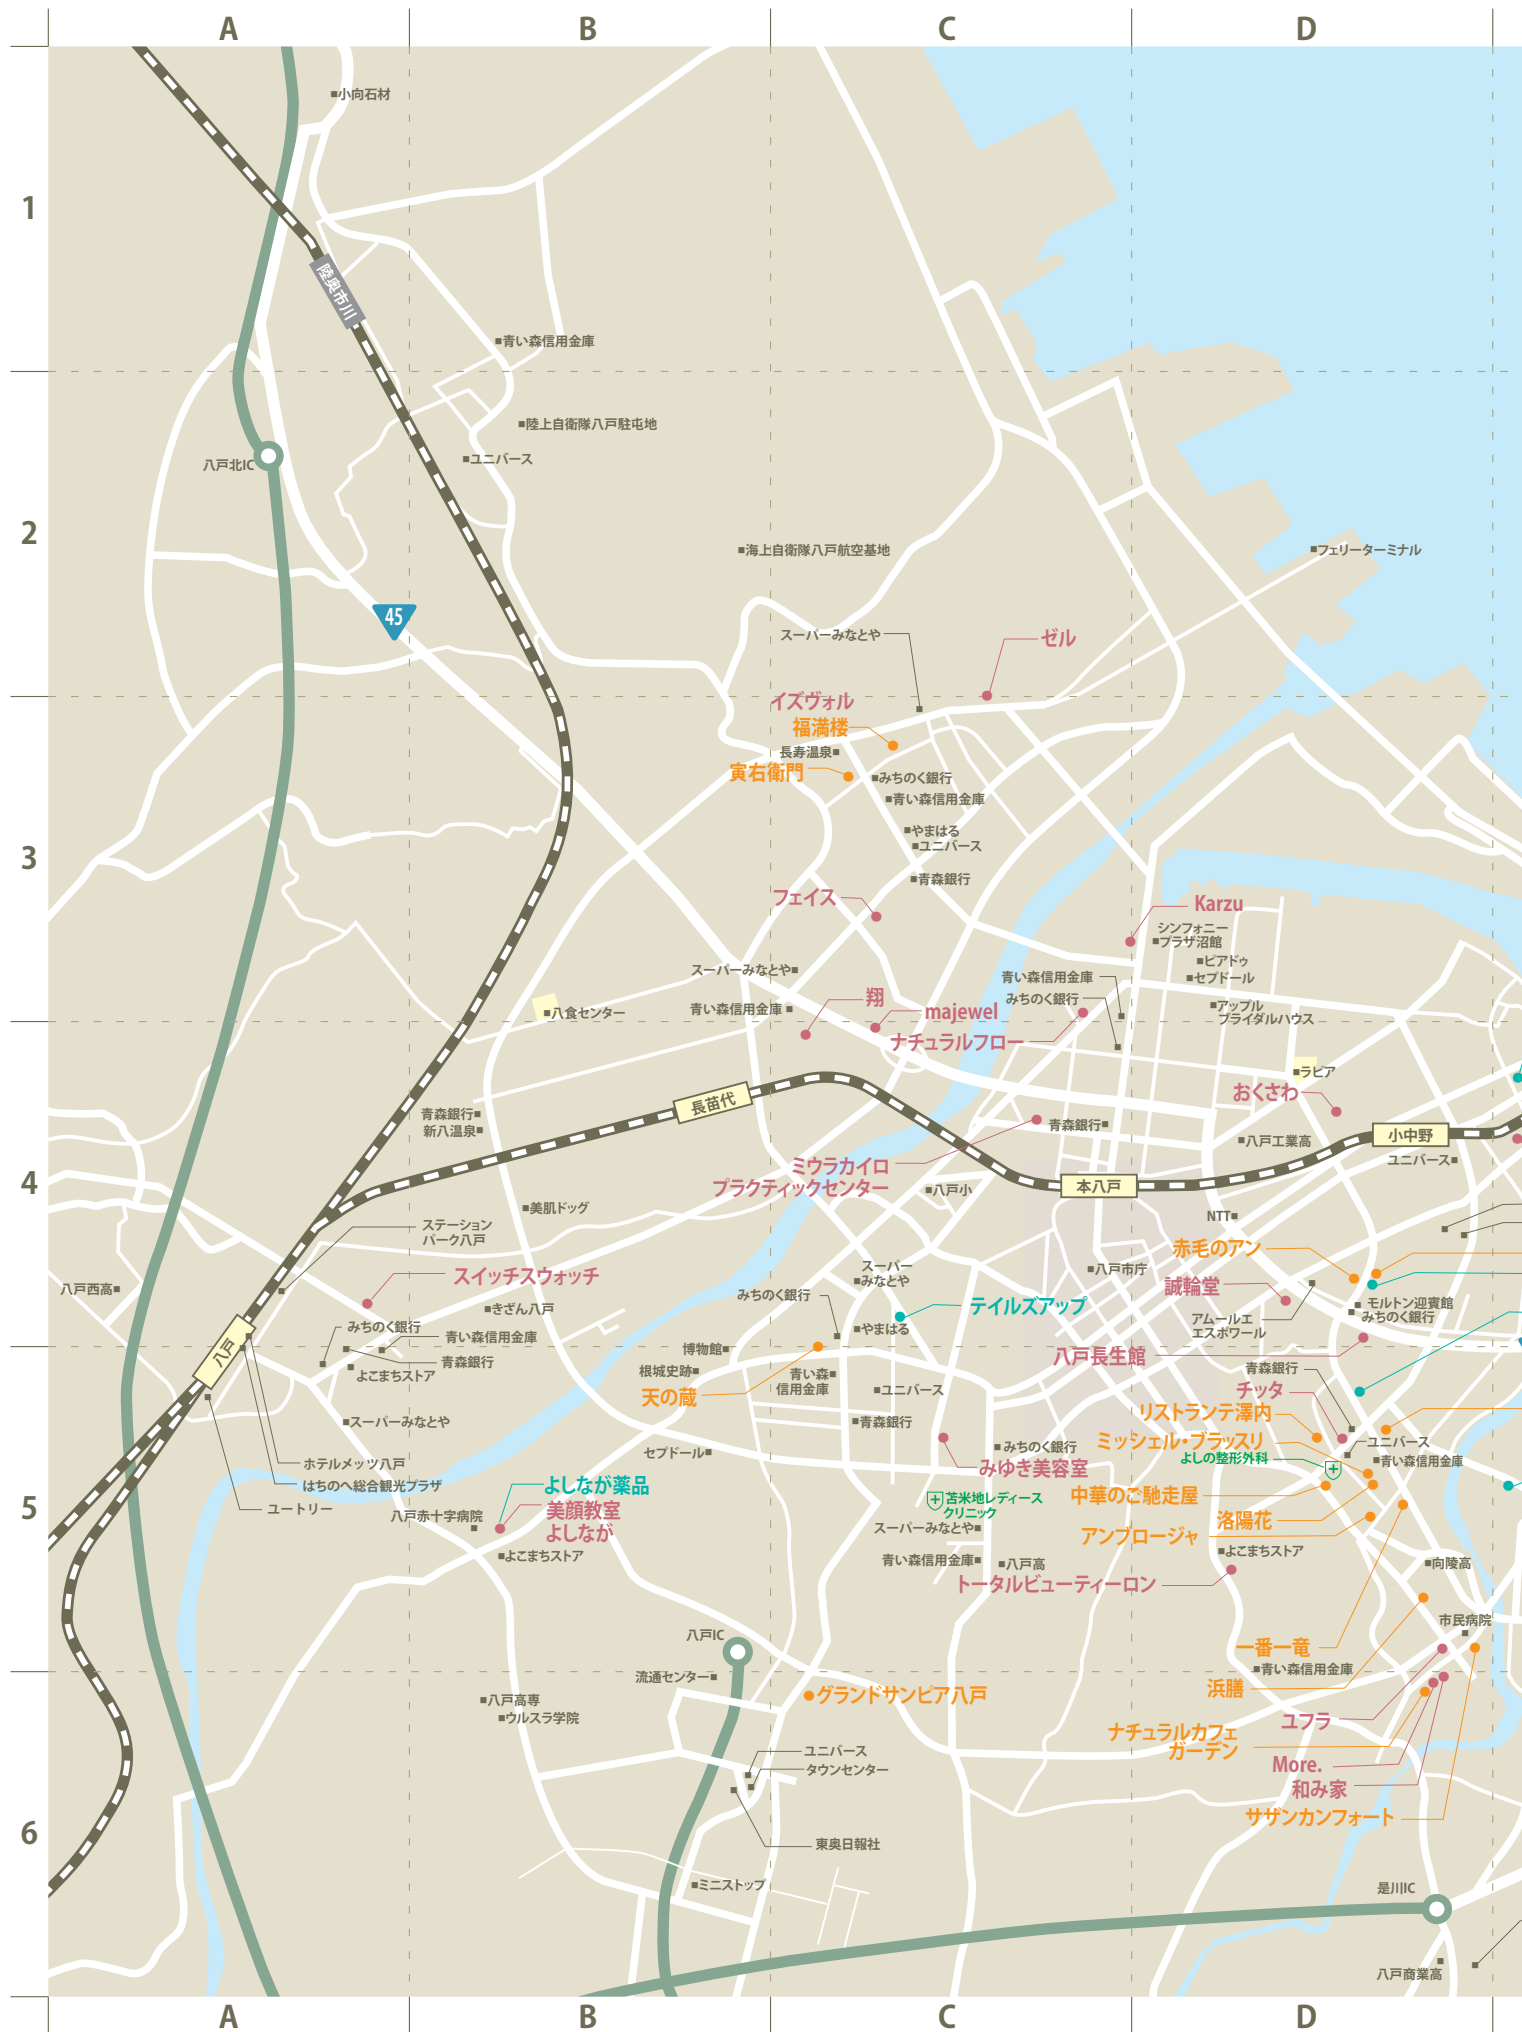 A
B
C
D
1
小向石材
陸奥市川
青い森信用金庫
陸上自衛隊八戸駐屯地
ユニバース
八戸北IC
2
海上自衛隊八戸航空基地
フェリーターミナル
45
スーパーみなとや
ゼル
イズヴォル
福満楼
長寿温泉
寅右衛門
みちのく銀行
青い森信用金庫
やまはる
ユニバース
3
青森銀行
フェイス
Karzu
シンフォニー
プラザ沼館
ピアドゥ
セプドール
スーパーみなとや
青い森信用金庫
みちのく銀行
翔
青い森信用金庫
majewel
アップル
ブライダルハウス
八食センター
ナチュラルフロー
ラピア
おくさわ
長苗代
青森銀行
新八温泉
青森銀行
八戸工業高
小中野
ユニバース
ミウラカイロ
プラクティックセンター
4
八戸小
本八戸
美肌ドッグ
NTT
ステーション
パーク八戸
赤毛のアン
スーパー
みなとや
八戸市庁
八戸西高
スイッチスウォッチ
誠輪堂
みちのく銀行
テイルズアップ
モルトン迎賓館
みちのく銀行
アムールエ
エスポワール
きざん八戸
やまはる
みちのく銀行
青い森信用金庫
八戸
博物館
八戸長生館
青森銀行
よこまちストア
根城史跡
青い森
信用金庫
青森銀行
天の蔵
ユニバース
チッタ
リストランテ澤内
スーパーみなとや
青森銀行
ミッシェル・ブラッスリ
ユニバース
セプドール
みちのく銀行
よしの整形外科
青い森信用金庫
ホテルメッツ八戸
みゆき美容室
はちのへ総合観光プラザ
よしなが薬品
中華のご馳走屋
苫米地レディース
クリニック
5
ユートリー
八戸赤十字病院
美顔教室
よしなが
洛陽花
スーパーみなとや
アンブロージャ
よこまちストア
青い森信用金庫
八戸高
よこまちストア
向陵高
トータルビューティーロン
市民病院
八戸IC
一番一竜
流通センター
青い森信用金庫
グランドサンピア八戸
浜膳
八戸高専
ウルスラ学院
ユフラ
ナチュラルカフェ
ガーデン
ユニバース
タウンセンター
More.
和み家
6
サザンカンフォート
東奥日報社
ミニストップ
是川IC
八戸商業高
A
B
C
D